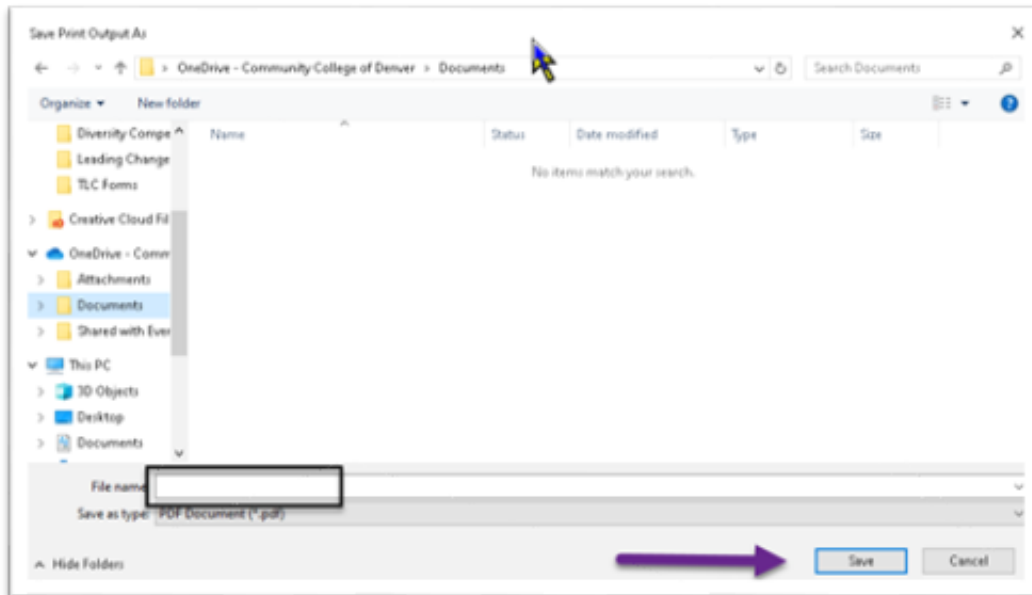 Save Print Output As
> OneDrive - Community College of Denver > Documents
Search Documents
Organize
New folder
Name
Status
Date modified
Type
Size
No items match your search.
Diversity Compe
Leading Change
TLC Forms
Creative Cloud Fil
OneDrive - Comm
Attachments
Documents
Shared with Ever
This PC
3D Objects
Desktop
Documents
File name
Save as type: PDF Document (*.pdf)
Hide Folders
Save
Cancel